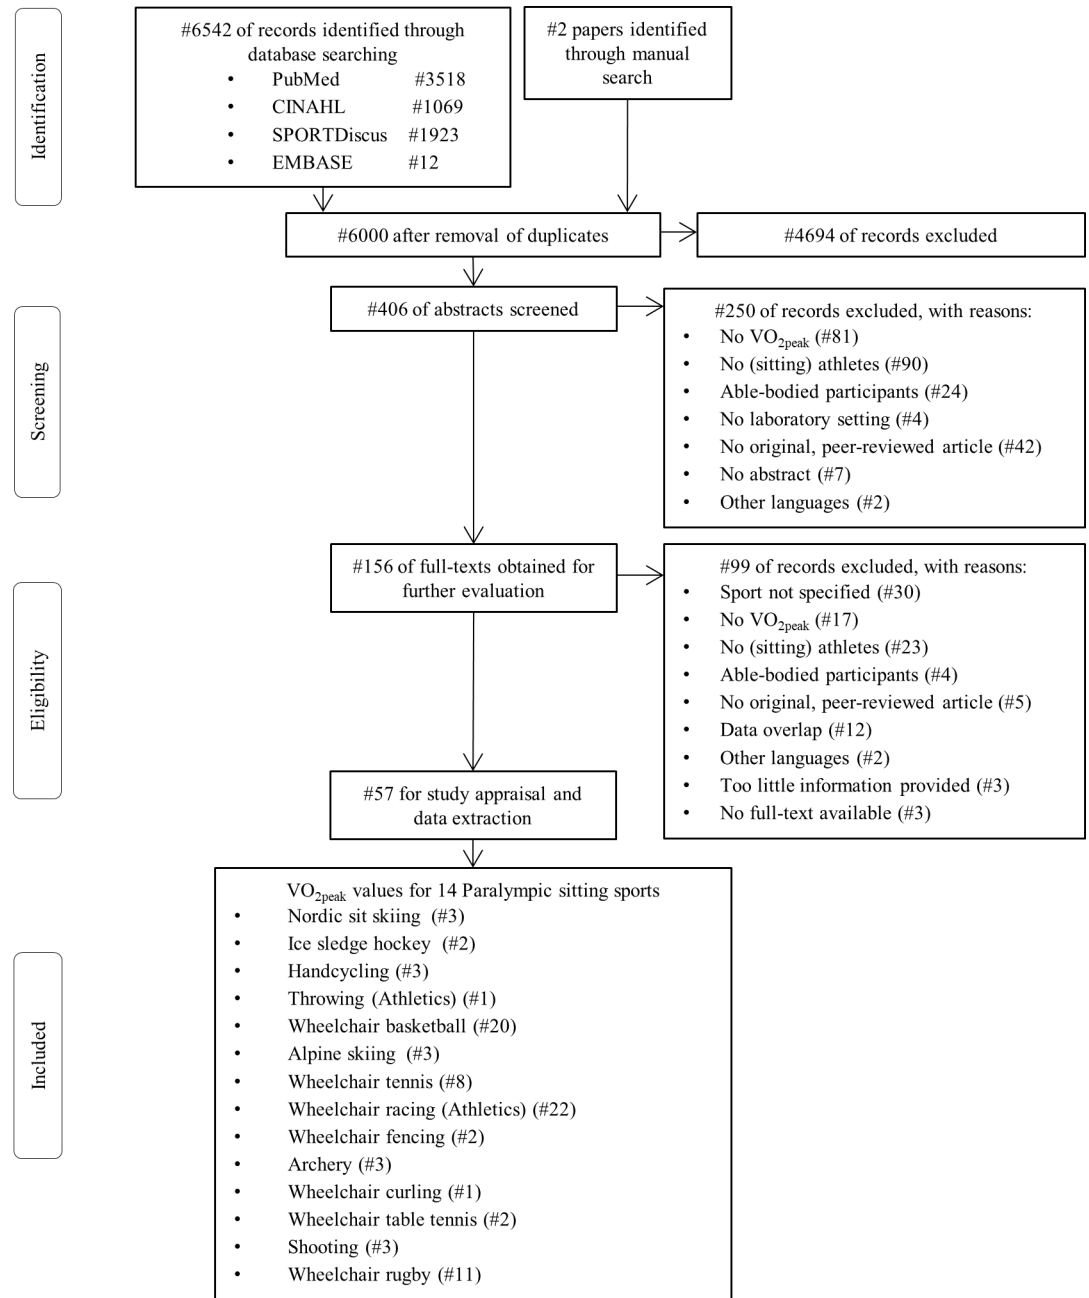 Identification
#6542 of records identified through
database searching
• PubMed #3518
• CINAHL #1069
• SPORTDiscus #1923
• EMBASE #12
#2 papers identified
through manual
search
#6000 after removal of duplicates
#4694 of records excluded
Screening
#406 of abstracts screened
#250 of records excluded, with reasons:
• No VO2peak (#81)
• No (sitting) athletes (#90)
• Able-bodied participants (#24)
• No laboratory setting (#4)
• No original, peer-reviewed article (#42)
• No abstract (#7)
• Other languages (#2)
Eligibility
#156 of full-texts obtained for
further evaluation
#99 of records excluded, with reasons:
• Sport not specified (#30)
• No VO2peak (#17)
• No (sitting) athletes (#23)
• Able-bodied participants (#4)
• No original, peer-reviewed article (#5)
• Data overlap (#12)
• Other languages (#2)
• Too little information provided (#3)
• No full-text available (#3)
#57 for study appraisal and
data extraction
Included
VO2peak values for 14 Paralympic sitting sports
• Nordic sit skiing (#3)
• Ice sledge hockey (#2)
• Handcycling (#3)
• Throwing (Athletics) (#1)
• Wheelchair basketball (#20)
• Alpine skiing (#3)
• Wheelchair tennis (#8)
• Wheelchair racing (Athletics) (#22)
• Wheelchair fencing (#2)
• Archery (#3)
• Wheelchair curling (#1)
• Wheelchair table tennis (#2)
• Shooting (#3)
• Wheelchair rugby (#11)